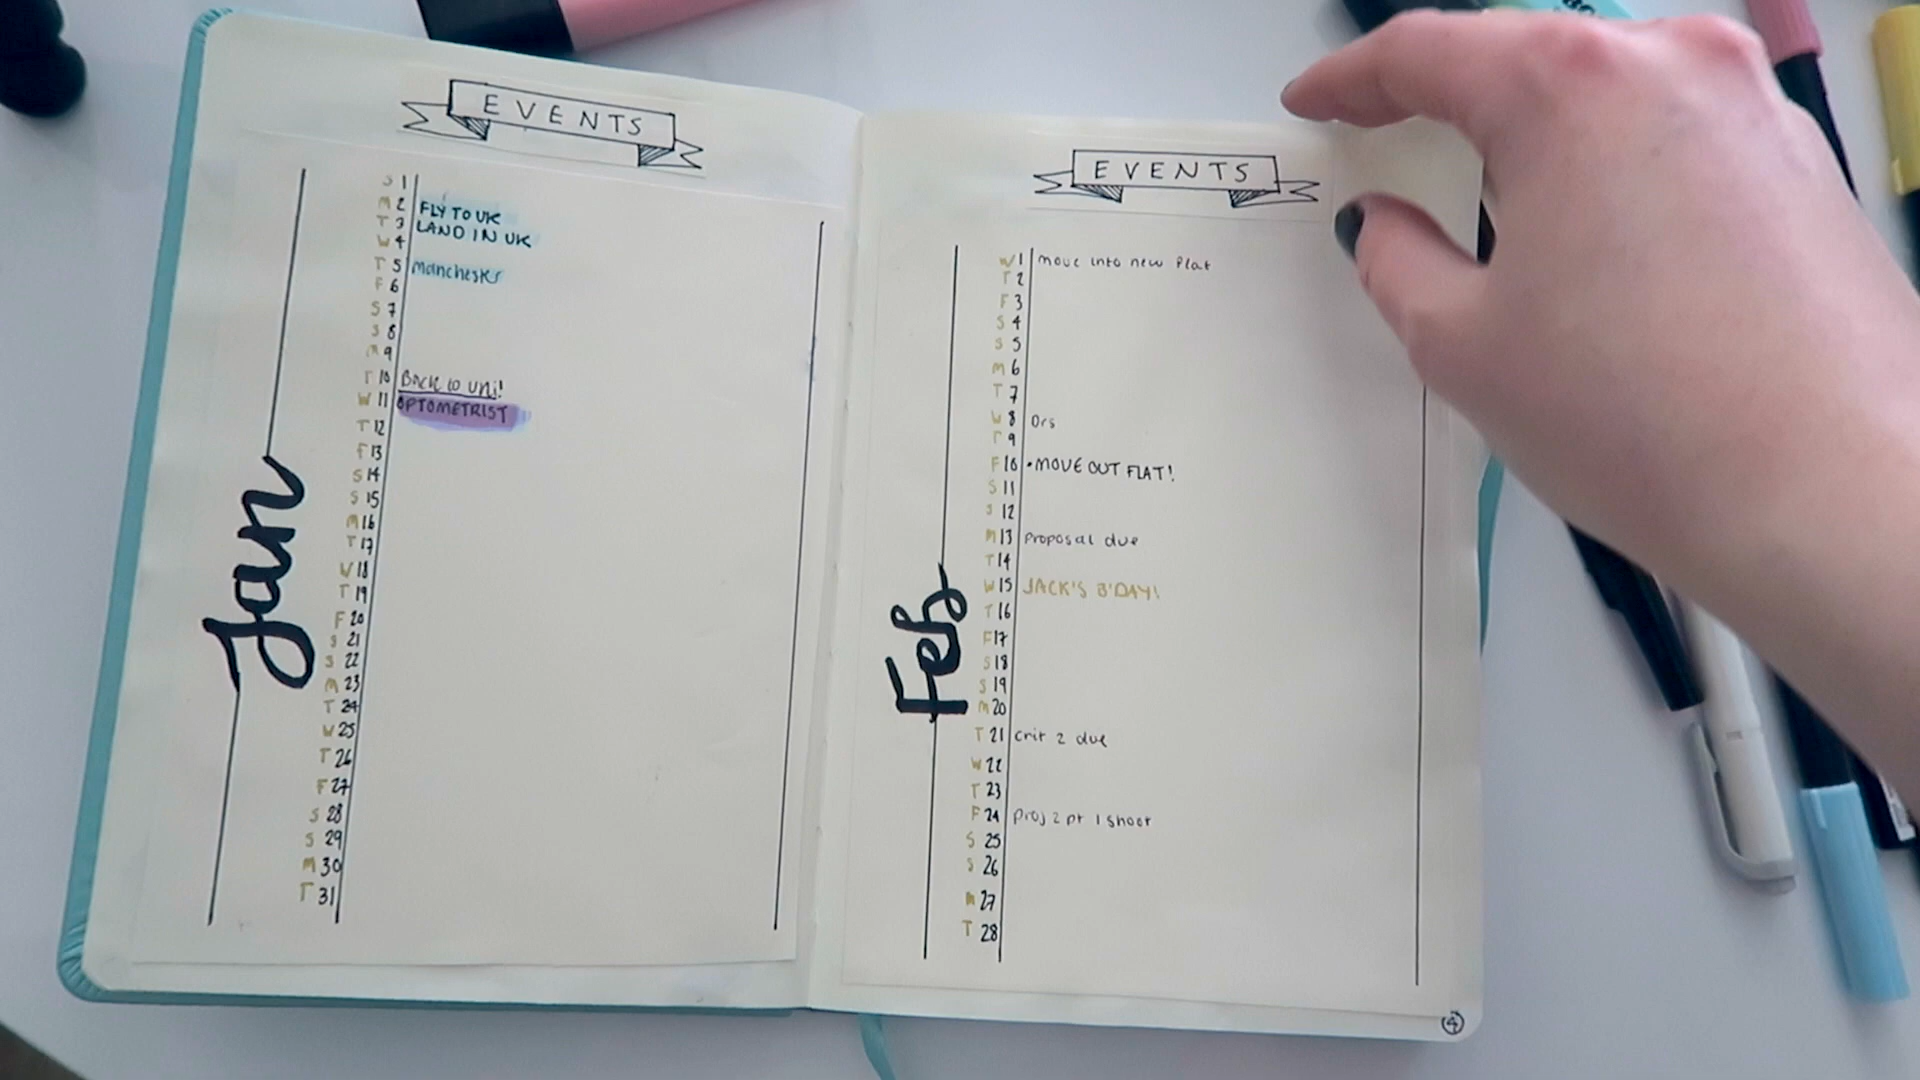 EVENTS
Jan
S 1
M 2 FLY TO UK
T 3 LAND IN UK
W 4
T 5 Manchester
F 6
S 7
S 8
M 9
T 10 Back to uni!
W 11 OPTOMETRIST
T 12
F 13
S 14
S 15
M 16
T 17
W 18
T 19
F 20
S 21
S 22
M 23
T 24
W 25
T 26
F 27
S 28
S 29
M 30
T 31
EVENTS
Feb
W 1 move into new flat
T 2
F 3
S 4
S 5
M 6
T 7
W 8 Drs
T 9
F 10 •MOVE OUT FLAT!
S 11
S 12
M 13 proposal due
T 14
W 15 JACK'S B'DAY!
T 16
F 17
S 18
S 19
M 20
T 21 crit 2 due
W 22
T 23
F 24 proj 2 pt 1 shoot
S 25
S 26
M 27
T 28
4